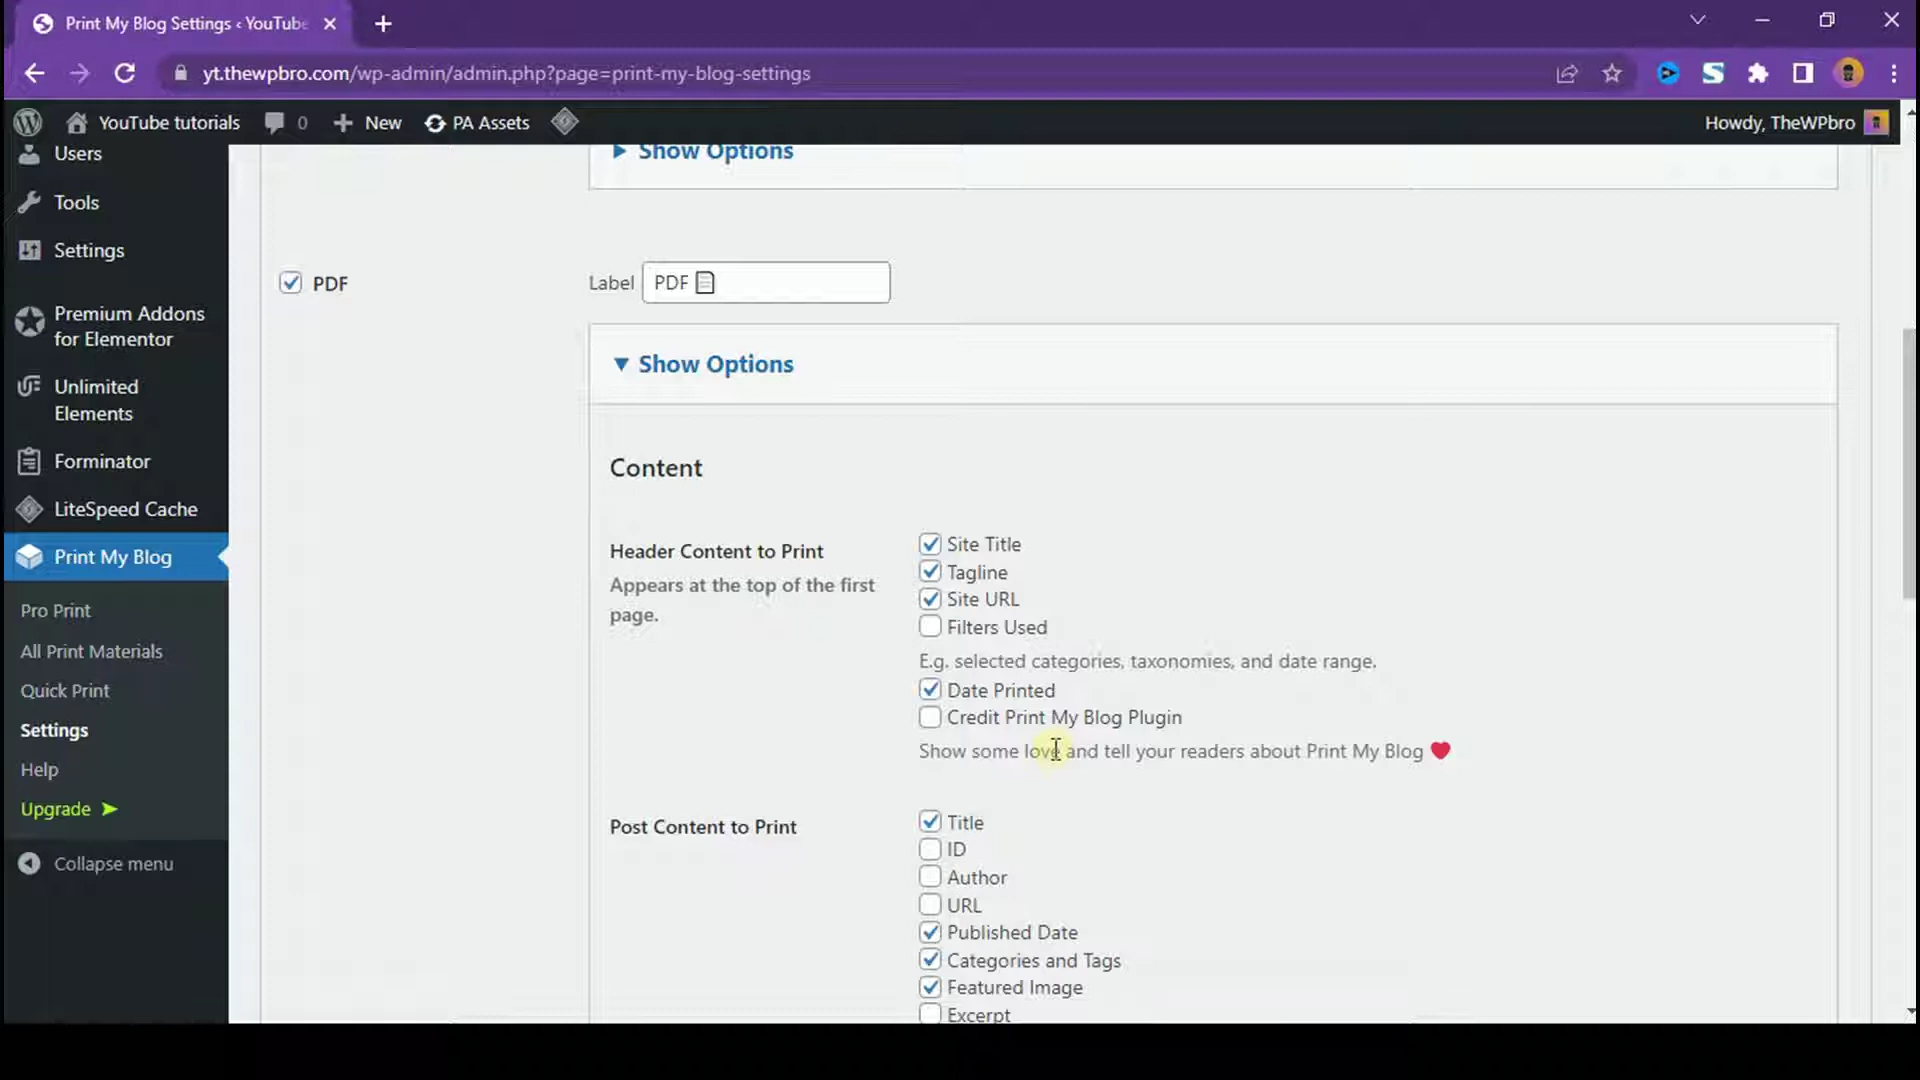 Print My Blog Settings ‹ YouTube
yt.thewpbro.com/wp-admin/admin.php?page=print-my-blog-settings
YouTube tutorials
0
New
PA Assets
Howdy, TheWPbro
Users
Tools
Settings
Premium Addons
for Elementor
Unlimited
Elements
Forminator
LiteSpeed Cache
Print My Blog
Pro Print
All Print Materials
Quick Print
Settings
Help
Upgrade ➤
Collapse menu
Show Options
PDF
Label
PDF
Show Options
Content
Header Content to Print
Appears at the top of the first
page.
Site Title
Tagline
Site URL
Filters Used
E.g. selected categories, taxonomies, and date range.
Date Printed
Credit Print My Blog Plugin
Show some love and tell your readers about Print My Blog ❤
Post Content to Print
Title
ID
Author
URL
Published Date
Categories and Tags
Featured Image
Excerpt